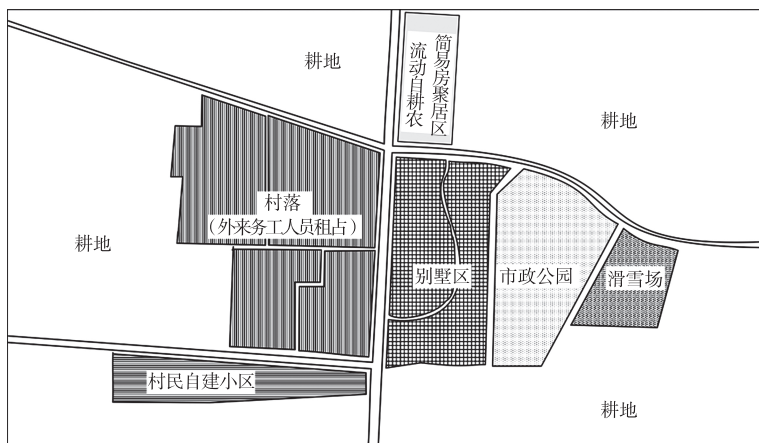 耕地
简易房聚居区
流动自耕农
耕地
村落
（外来务工人员租占）
耕地
别墅区
市政公园
滑雪场
村民自建小区
耕地